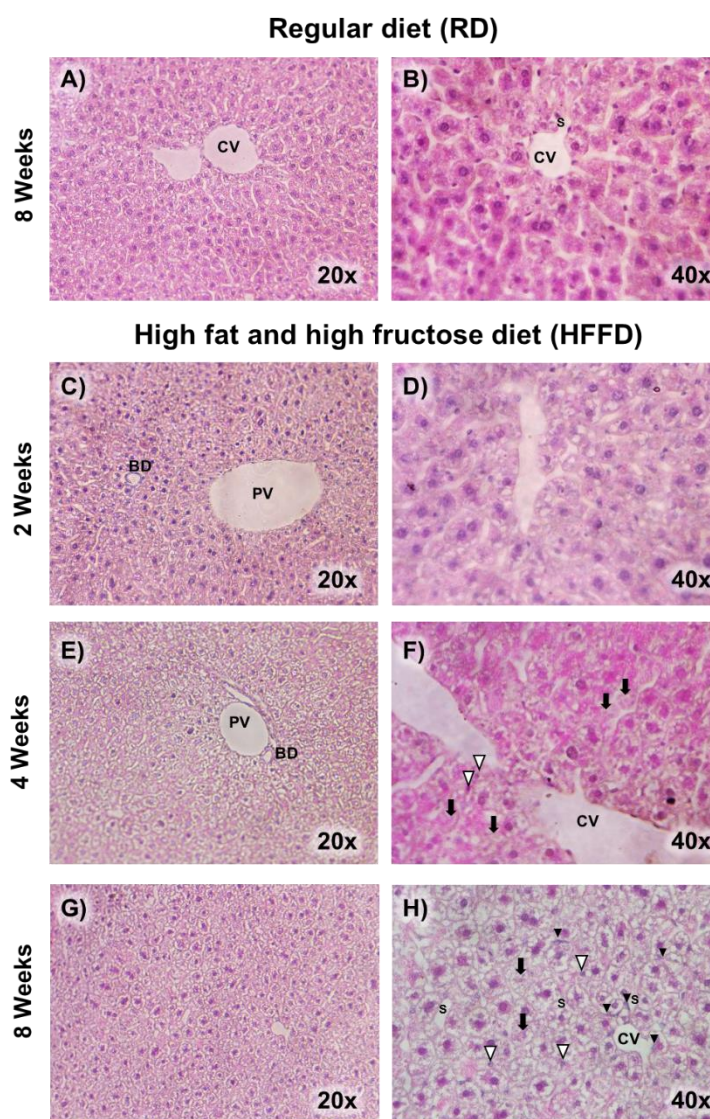 Regular diet (RD)
8 Weeks
A)
CV
20x
B)
S
CV
40x
High fat and high fructose diet (HFFD)
2 Weeks
C)
BD
PV
20x
D)
40x
4 Weeks
E)
PV
BD
20x
F)
CV
40x
8 Weeks
G)
20x
H)
S
S
S
CV
40x